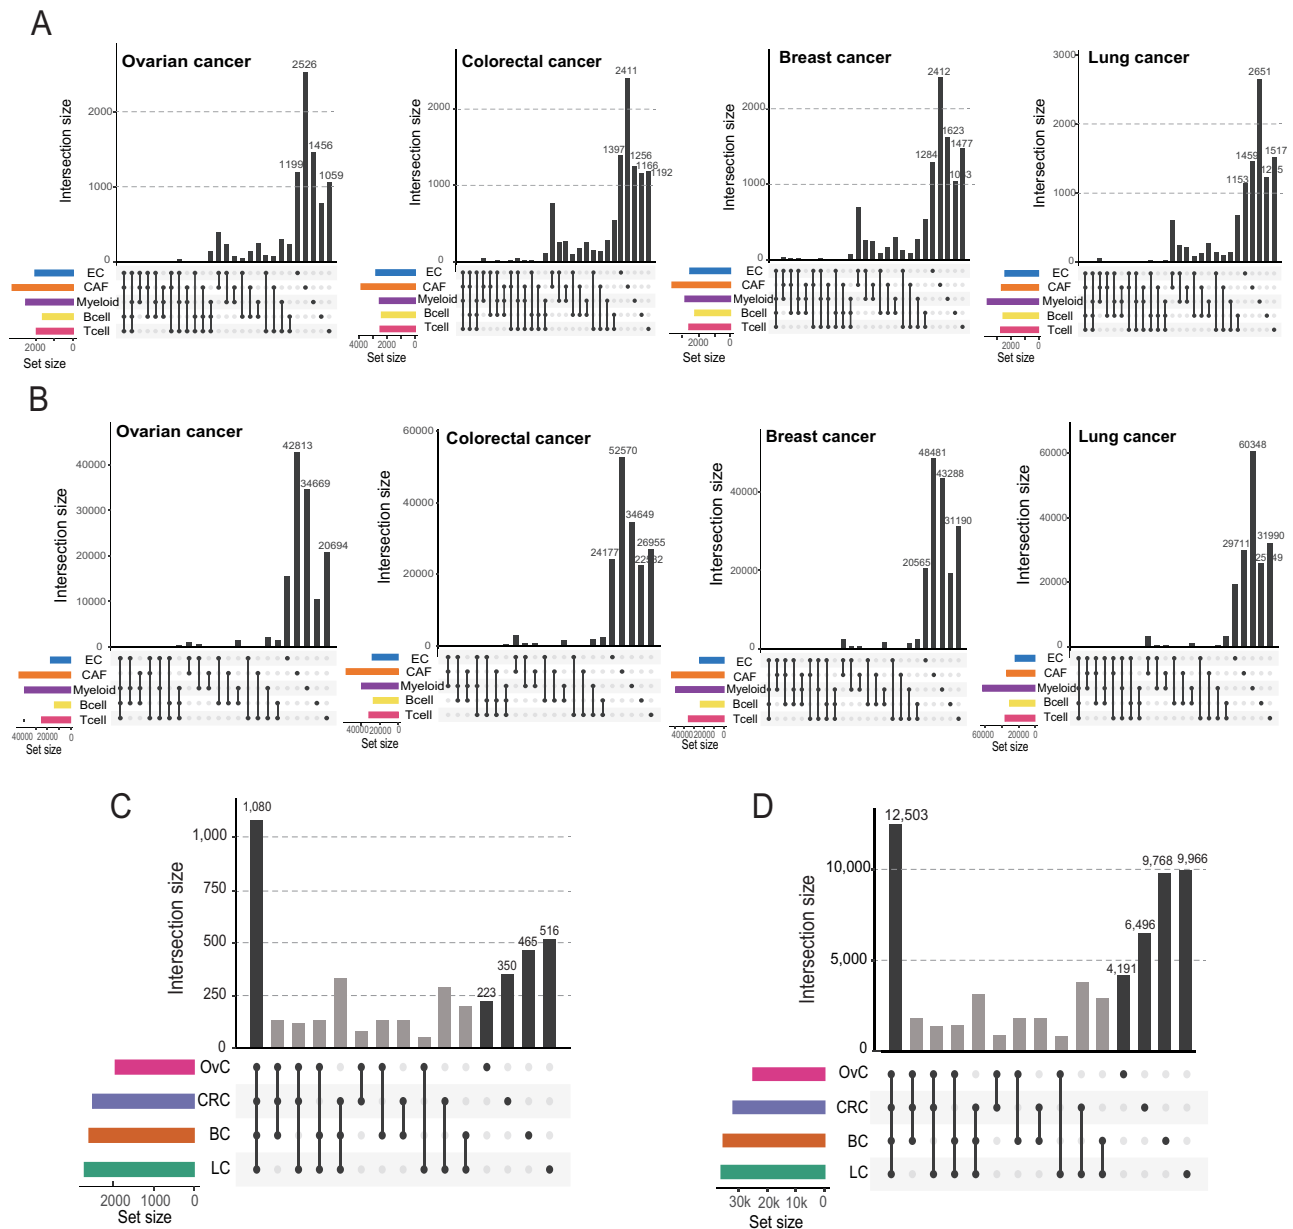 A
Ovarian cancer
Intersection size
2000
1000
0
2526
1199
1456
1059
EC
CAF
Myeloid
Bcell
Tcell
2000 0
Set size
Colorectal cancer
Intersection size
2000
1000
0
2411
1397
1256
1166
1192
EC
CAF
Myeloid
Bcell
Tcell
4000 2000 0
Set size
Breast cancer
Intersection size
2000
1000
0
2412
1284
1623
1477
EC
CAF
Myeloid
Bcell
Tcell
2000 0
Set size
Lung cancer
Intersection size
3000
2000
1000
0
2651
1459
1153
1517
EC
CAF
Myeloid
Bcell
Tcell
2000 0
Set size
B
Ovarian cancer
Intersection size
40000
30000
20000
10000
0
42813
34669
20694
EC
CAF
Myeloid
Bcell
Tcell
40000 20000 0
Set size
Colorectal cancer
Intersection size
60000
40000
20000
0
52570
34649
24177
26955
EC
CAF
Myeloid
Bcell
Tcell
40000 20000 0
Set size
Breast cancer
Intersection size
40000
20000
0
48481
43288
31190
20565
EC
CAF
Myeloid
Bcell
Tcell
40000 20000 0
Set size
Lung cancer
Intersection size
60000
40000
20000
0
60348
29711
31990
EC
CAF
Myeloid
Bcell
Tcell
60000 20000 0
Set size
C
Intersection size
1,000
750
500
250
0
1,080
223
350
465
516
OvC
CRC
BC
LC
2000 1000 0
Set size
D
Intersection size
10,000
5,000
0
12,503
4,191
6,496
9,768
9,966
OvC
CRC
BC
LC
30k 20k 10k 0
Set size